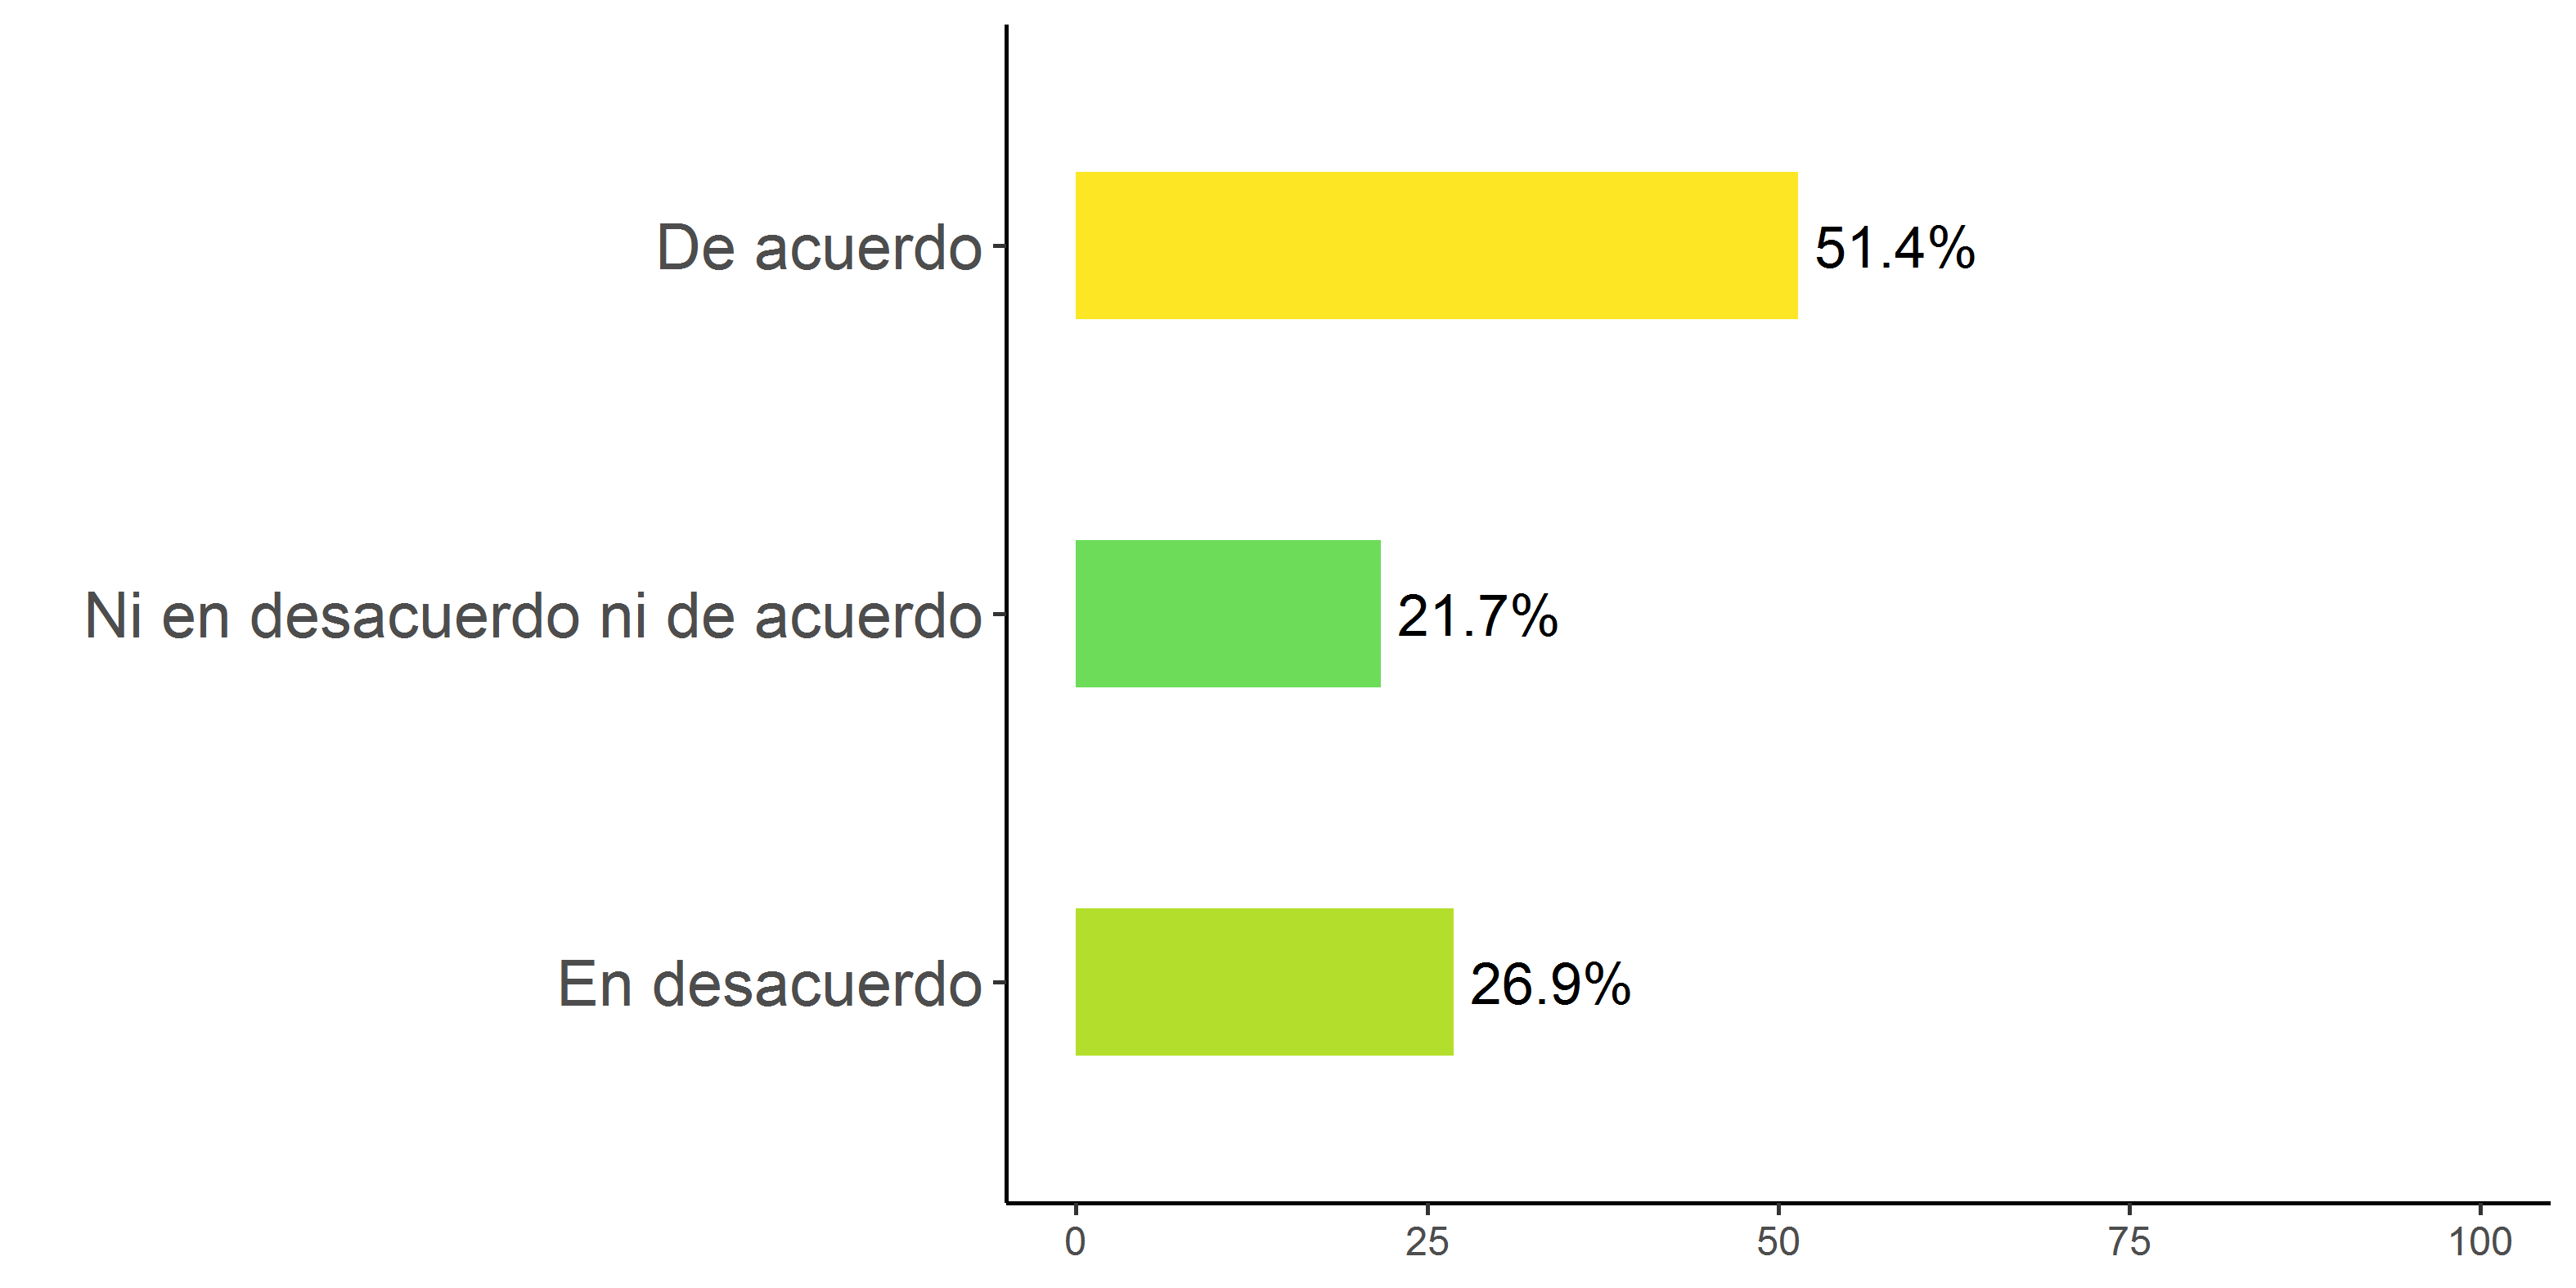 De acuerdo
51.4%
Ni en desacuerdo ni de acuerdo
21.7%
En desacuerdo
26.9%
0
25
50
75
100